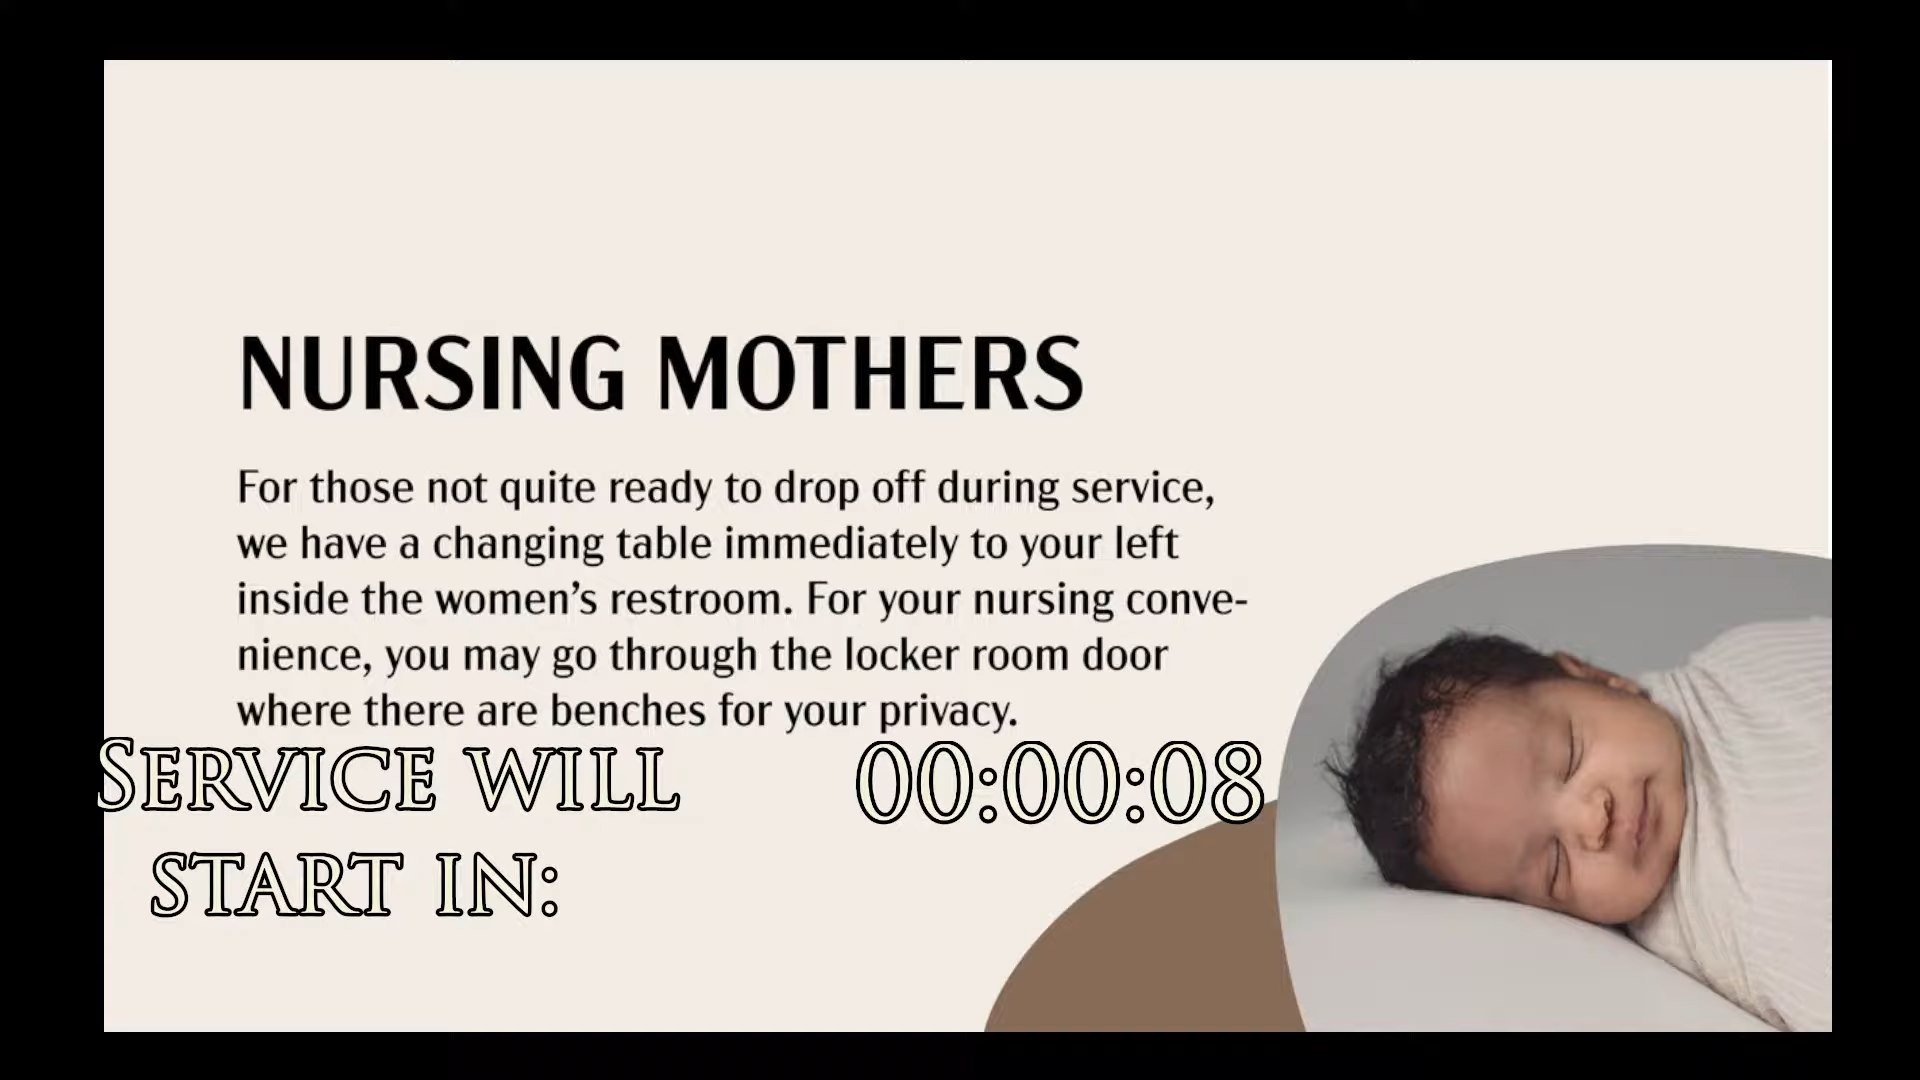 NURSING MOTHERS
For those not quite ready to drop off during service,
we have a changing table immediately to your left
inside the women’s restroom. For your nursing conve-
nience, you may go through the locker room door
where there are benches for your privacy.
SERVICE WILL
START IN:
00:00:08